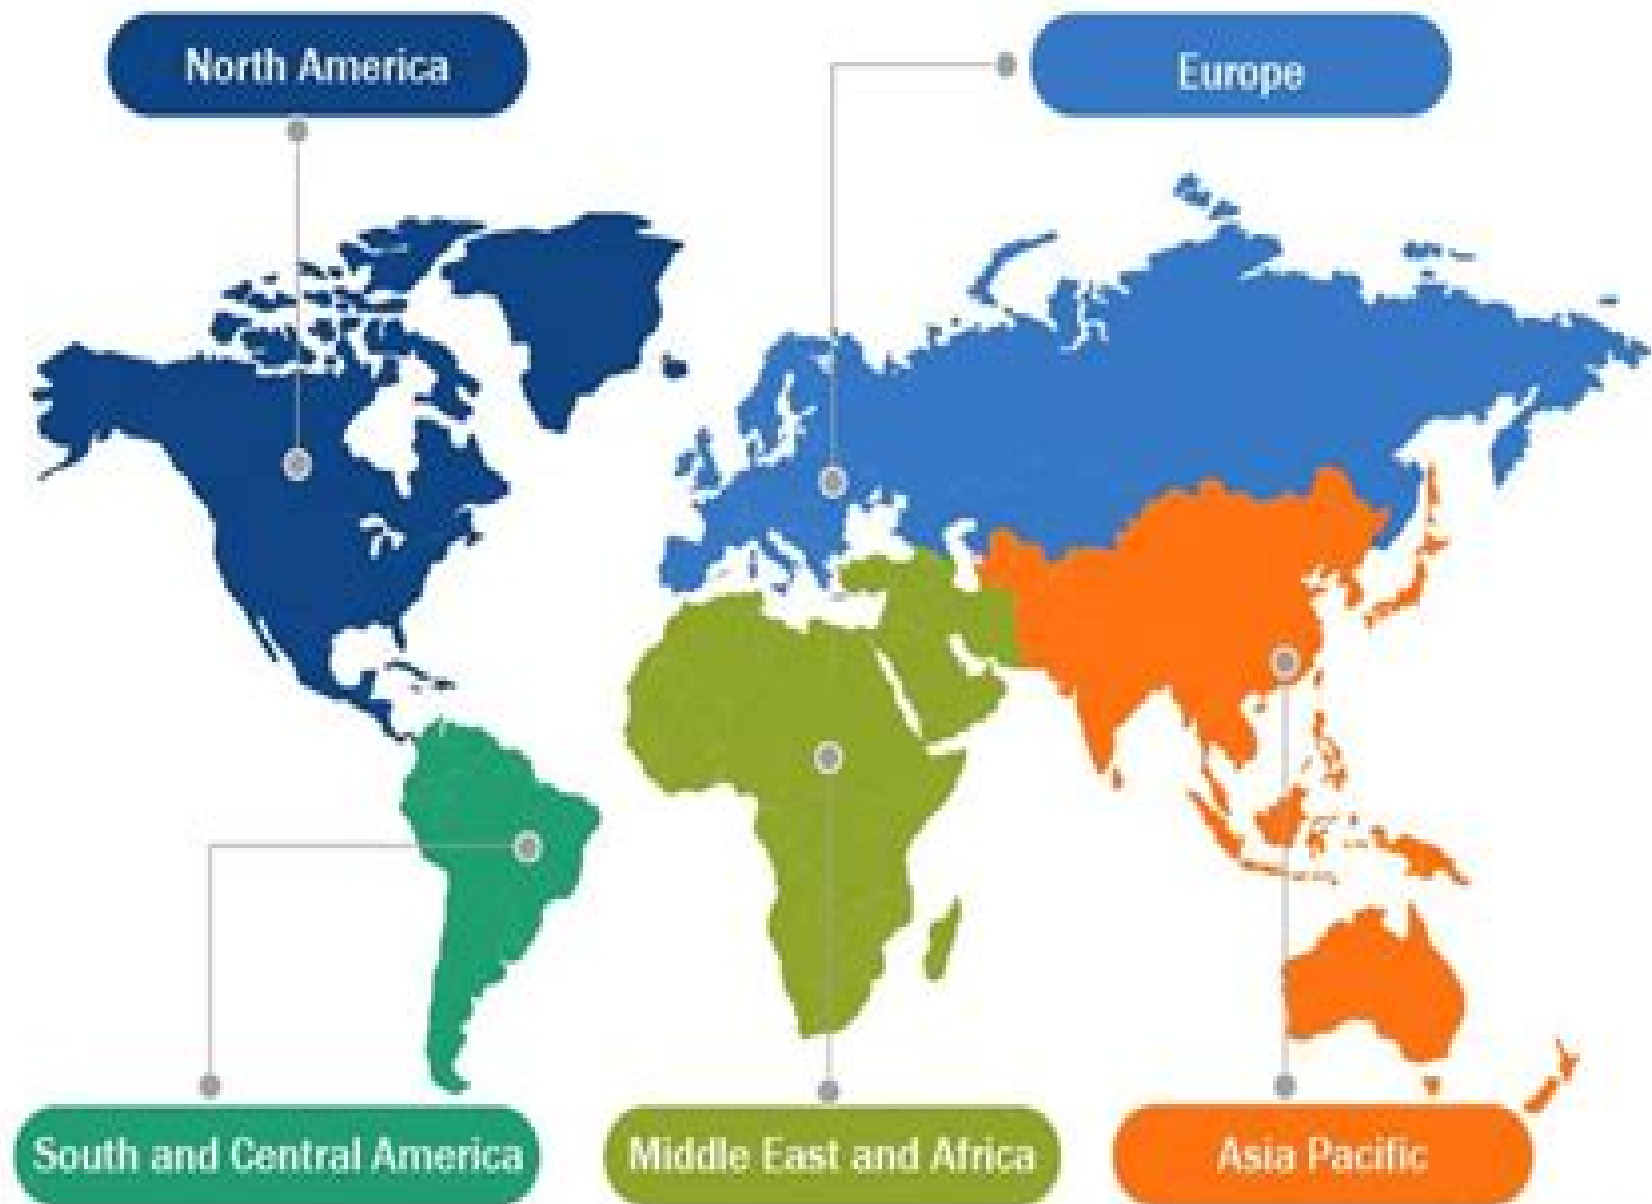 North America
Europe
South and Central America
Middle East and Africa
Asia Pacific